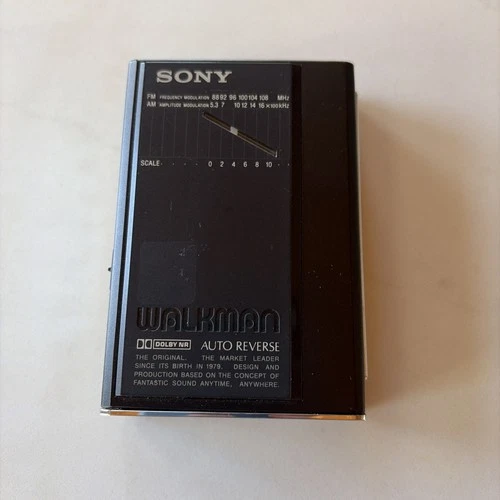 SONY
FM FREQUENCY MODULATION 88 92 96 100 104 108 MHz
AM AMPLITUDE MODULATION 5.3 7 10 12 14 16 ×100kHz
SCALE 0 2 4 6 8 10
WALKMAN
DOLBY NR AUTO REVERSE
THE ORIGINAL. THE MARKET LEADER
SINCE ITS BIRTH IN 1979. DESIGN AND
PRODUCTION BASED ON THE CONCEPT OF
FANTASTIC SOUND ANYTIME, ANYWHERE.